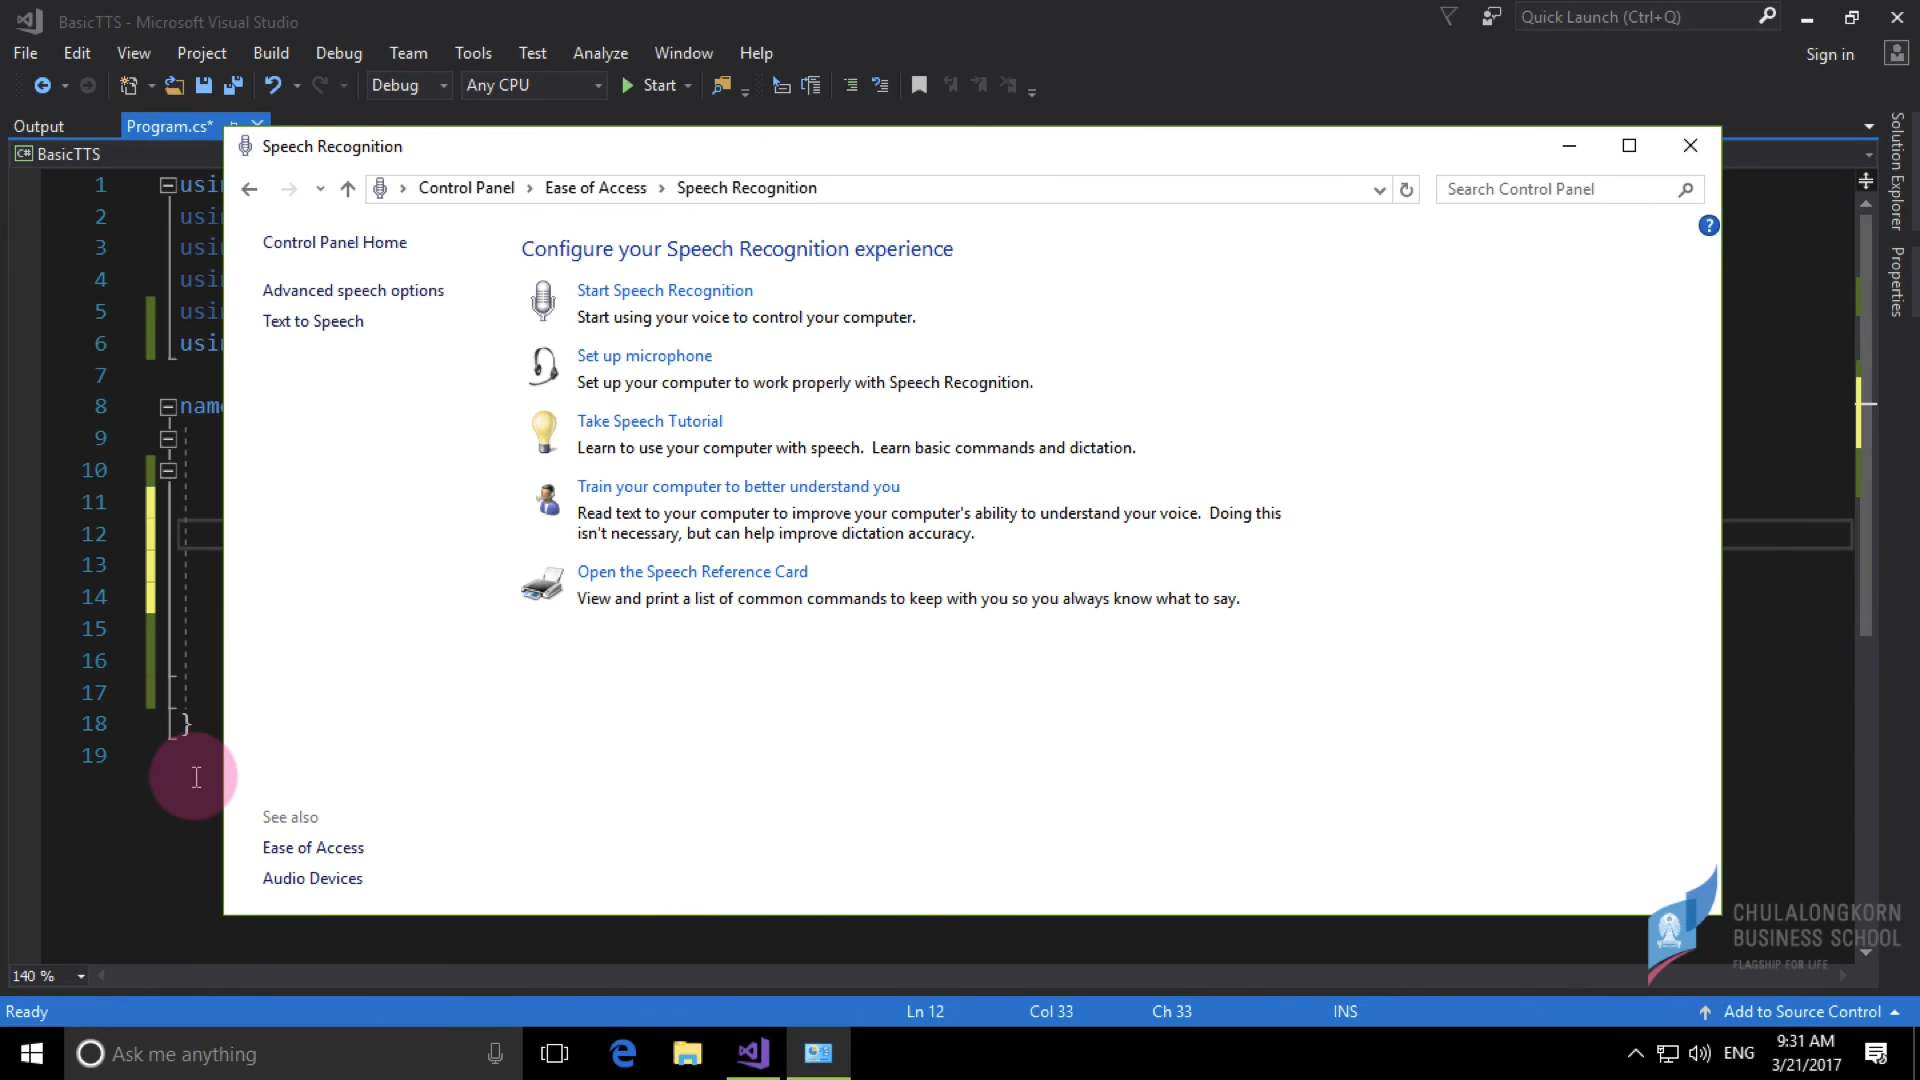 BasicTTS - Microsoft Visual Studio
Quick Launch (Ctrl+Q)
File Edit View Project Build Debug Team Tools Test Analyze Window Help
Sign in
Debug Any CPU Start
Output Program.cs*
BasicTTS
Solution Explorer
Properties
Speech Recognition
Control Panel Ease of Access Speech Recognition
Search Control Panel
Control Panel Home
Advanced speech options
Text to Speech
Configure your Speech Recognition experience
Start Speech Recognition
Start using your voice to control your computer.
Set up microphone
Set up your computer to work properly with Speech Recognition.
Take Speech Tutorial
Learn to use your computer with speech. Learn basic commands and dictation.
Train your computer to better understand you
Read text to your computer to improve your computer's ability to understand your voice. Doing this
isn't necessary, but can help improve dictation accuracy.
Open the Speech Reference Card
View and print a list of common commands to keep with you so you always know what to say.
See also
Ease of Access
Audio Devices
1 usi
2 usi
3 usi
4 usi
5 usi
6 usi
7
8 nam
9
10
11
12
13
14
15
16
17
18 }
19
CHULALONGKORN
BUSINESS SCHOOL
FLAGSHIP FOR LIFE
140 %
Ready Ln 12 Col 33 Ch 33 INS Add to Source Control
Ask me anything
ENG
9:31 AM
3/21/2017